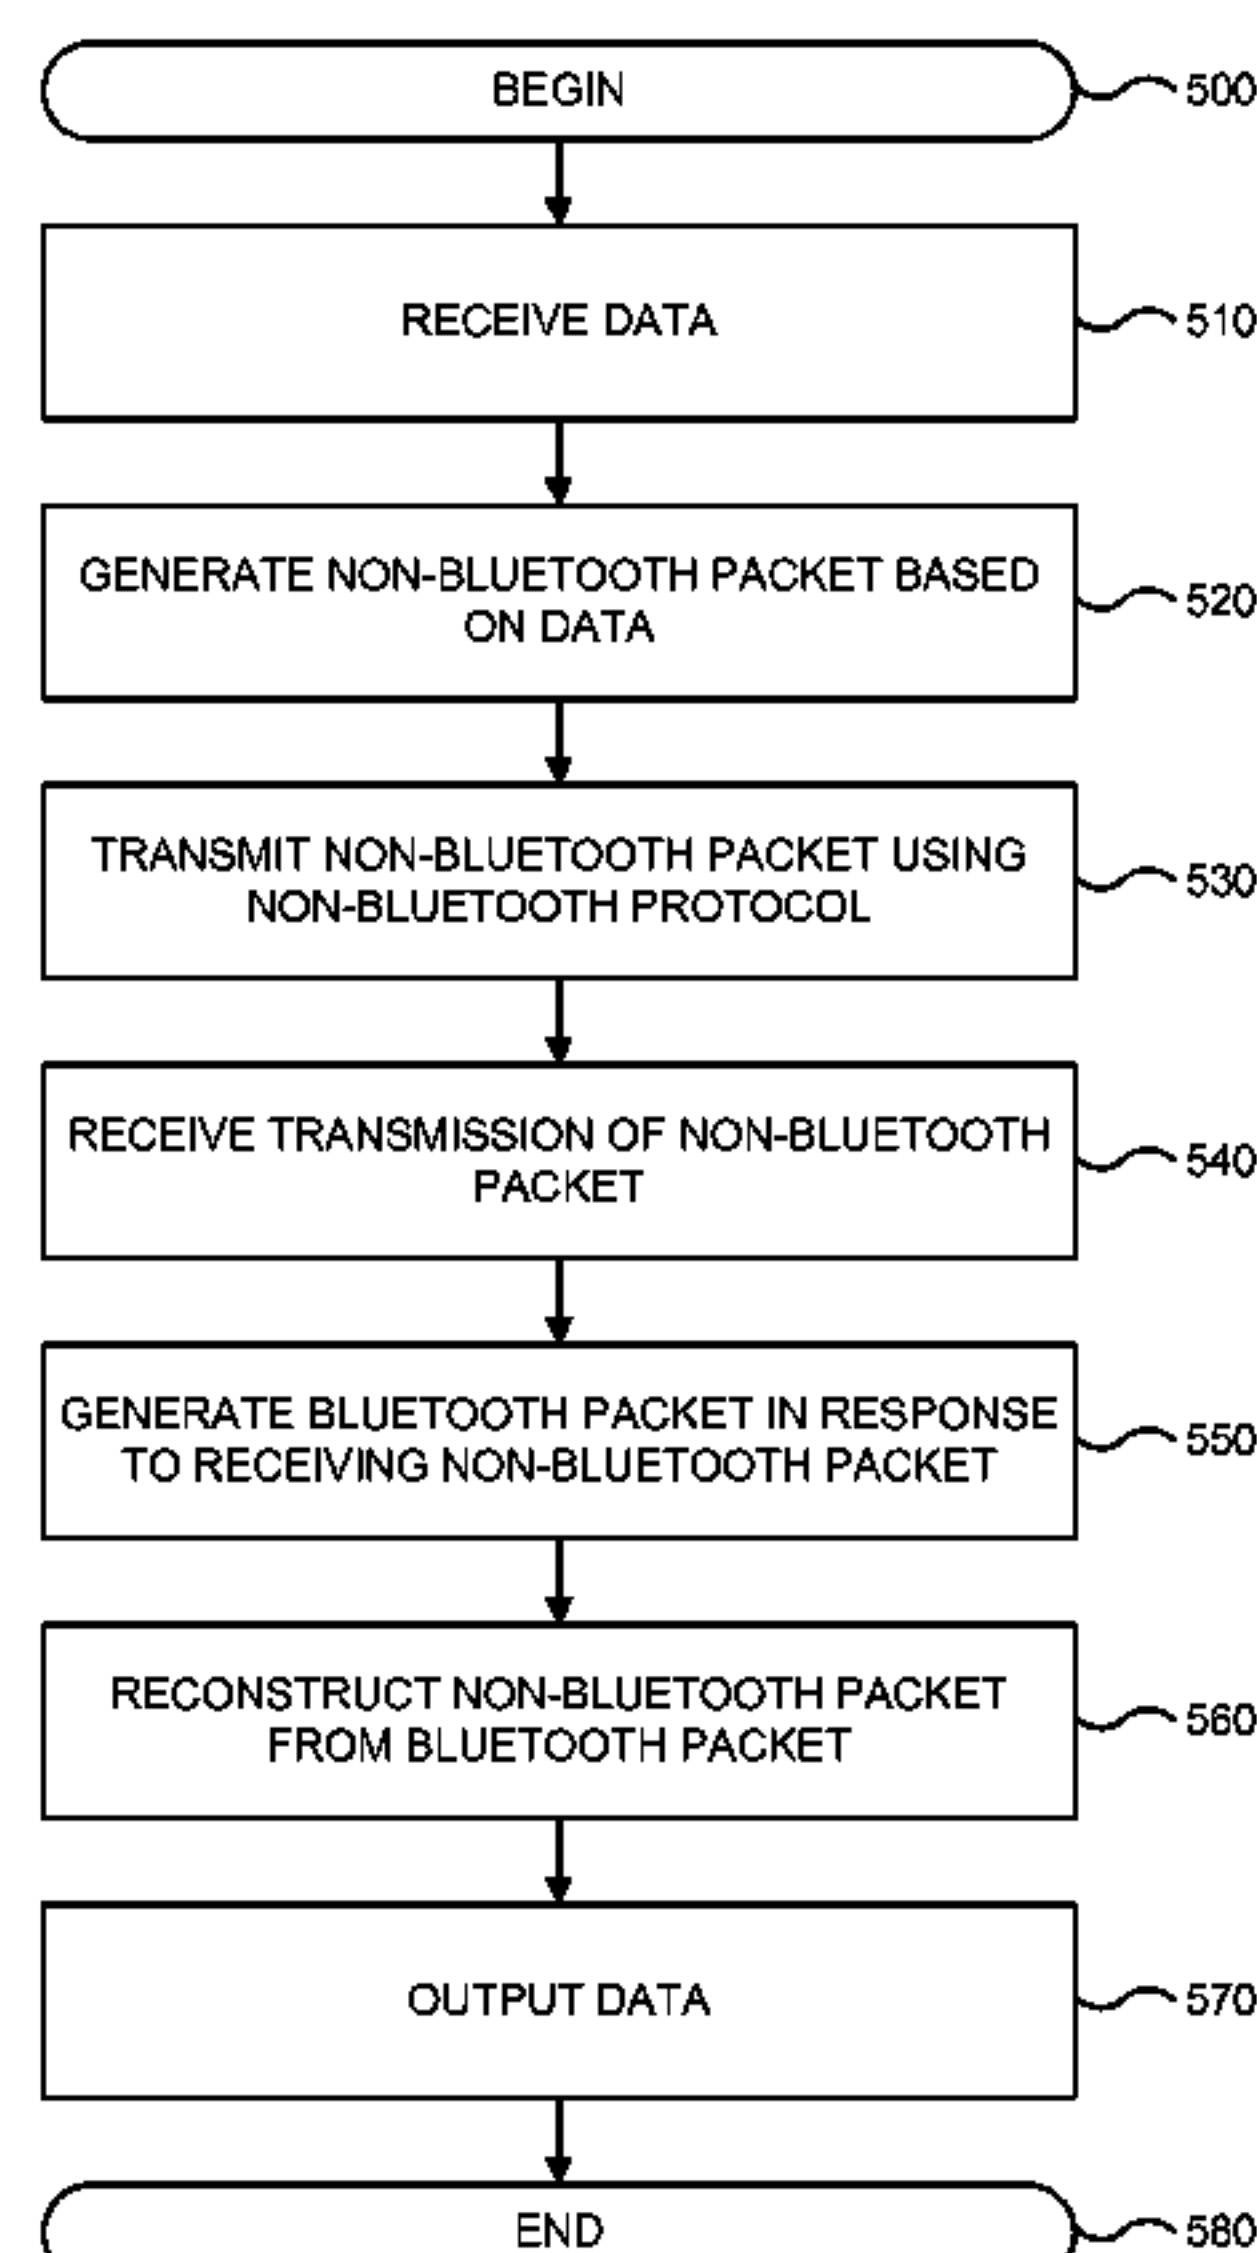 BEGIN
500
RECEIVE DATA
510
GENERATE NON-BLUETOOTH PACKET BASED
ON DATA
520
TRANSMIT NON-BLUETOOTH PACKET USING
NON-BLUETOOTH PROTOCOL
530
RECEIVE TRANSMISSION OF NON-BLUETOOTH
PACKET
540
GENERATE BLUETOOTH PACKET IN RESPONSE
TO RECEIVING NON-BLUETOOTH PACKET
550
RECONSTRUCT NON-BLUETOOTH PACKET
FROM BLUETOOTH PACKET
560
OUTPUT DATA
570
END
580